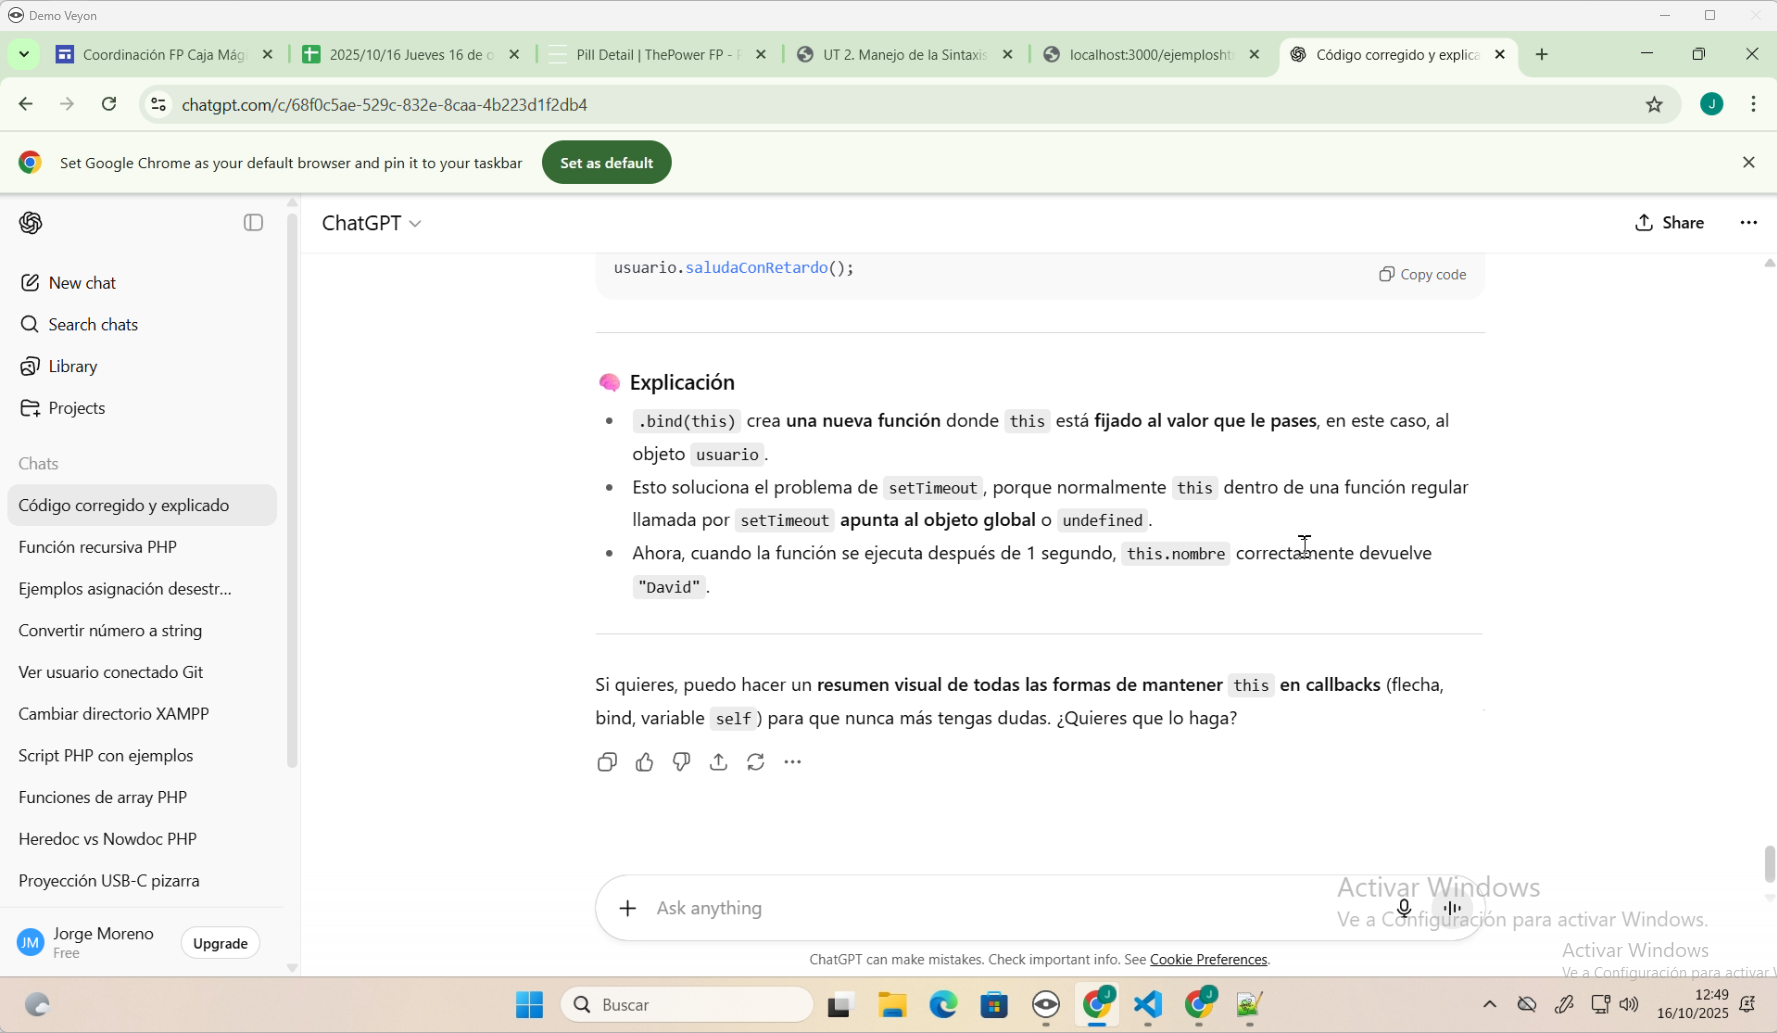 Demo Veyon
Coordinación FP Caja Mág
2025/10/16 Jueves 16 de o
Pill Detail | ThePower FP -
UT 2. Manejo de la Sintaxis
localhost:3000/ejemplosht
Código corregido y explica
chatgpt.com/c/68f0c5ae-529c-832e-8caa-4b223d1f2db4
J
Set Google Chrome as your default browser and pin it to your taskbar
Set as default
ChatGPT
Share
New chat
Search chats
Library
Projects
Chats
Código corregido y explicado
Función recursiva PHP
Ejemplos asignación desestr...
Convertir número a string
Ver usuario conectado Git
Cambiar directorio XAMPP
Script PHP con ejemplos
Funciones de array PHP
Heredoc vs Nowdoc PHP
Proyección USB-C pizarra
JM
Jorge Moreno
Free
Upgrade
usuario.saludaConRetardo();
Copy code
Explicación
.bind(this) crea una nueva función donde this está fijado al valor que le pases, en este caso, al
objeto usuario.
Esto soluciona el problema de setTimeout, porque normalmente this dentro de una función regular
llamada por setTimeout apunta al objeto global o undefined.
Ahora, cuando la función se ejecuta después de 1 segundo, this.nombre correctamente devuelve
"David".
Si quieres, puedo hacer un resumen visual de todas las formas de mantener this en callbacks (flecha,
bind, variable self) para que nunca más tengas dudas. ¿Quieres que lo haga?
Ask anything
ChatGPT can make mistakes. Check important info. See Cookie Preferences.
Activar Windows
Ve a Configuración para activar Windows.
Activar Windows
Ve a Configuración para activar
Buscar
J
J
12:49
16/10/2025